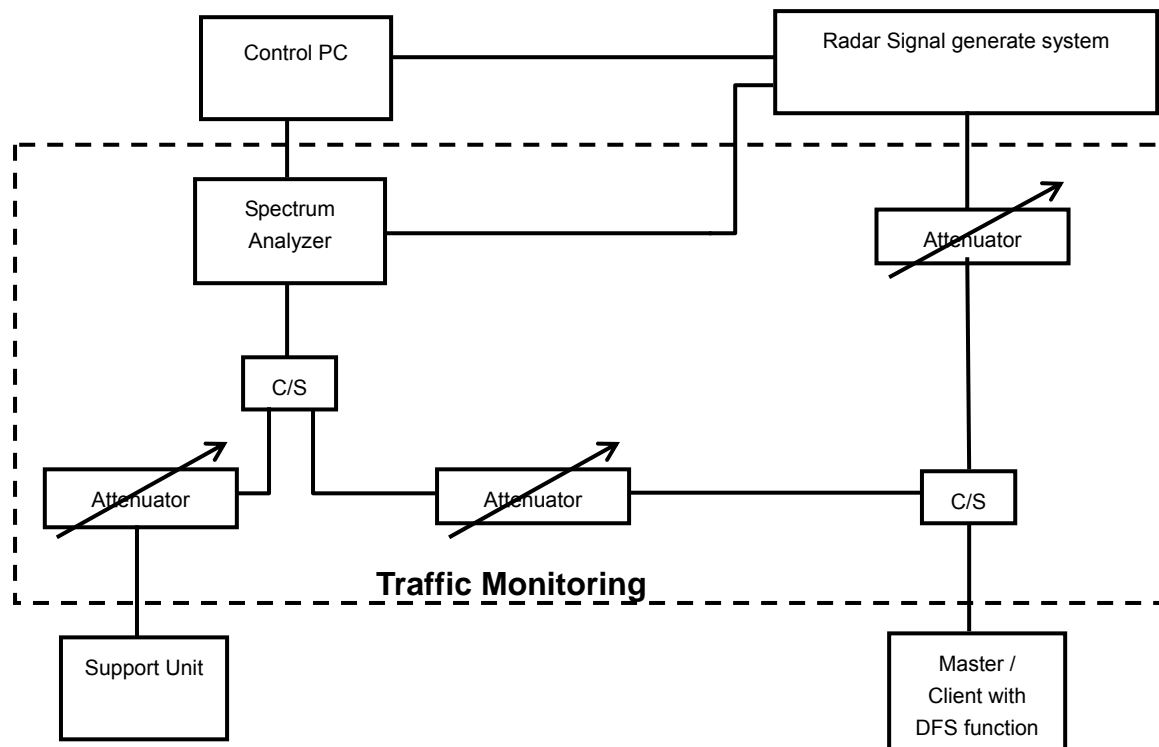 Control PC
Radar Signal generate system
Spectrum
Analyzer
Attenuator
C/S
Attenuator
Attenuator
C/S
Traffic Monitoring
Support Unit
Master /
Client with
DFS function